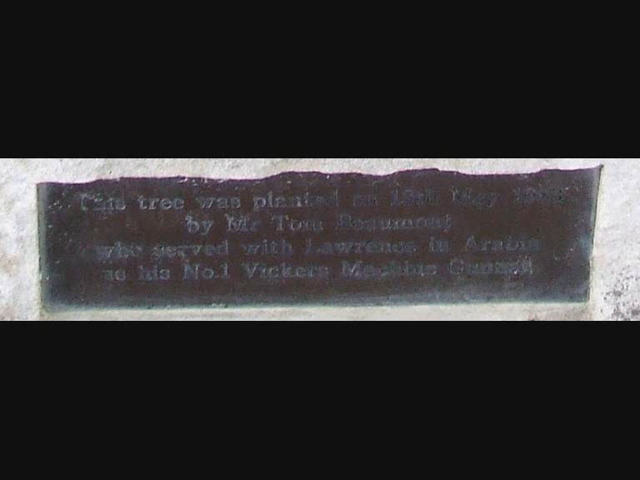 This tree was planted on May
by Mr Tom Beaumont
who served with Lawrence in Arabia
as his No.1 Vickers Machine Gunner